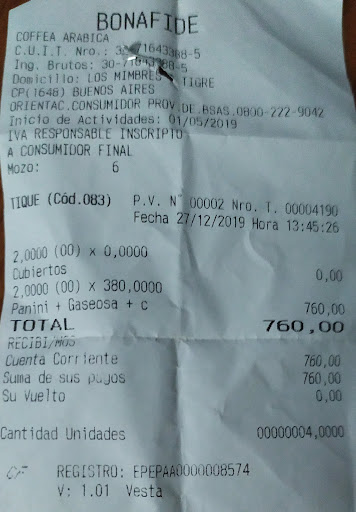 BONAFIDE
COFFEA ARABICA
C.U.I.T. Nro.:
Ing. Brutos:
Domicilio: LOS MIMBRES TIGRE
CP(1648) BUENOS AIRES
ORIENTAC.CONSUMIDOR PROV.DE.BSAS.0800-222-9042
Inicio de Actividades: 01/05/2019
IVA RESPONSABLE INSCRIPTO
A CONSUMIDOR FINAL
Mozo: 6
TIQUE (Cód.083) P.V. N° 00002 Nro. T. 00004190
Fecha 27/12/2019 Hora 13:45:26
2,0000 (00) x 0,0000
Cubiertos 0,00
2,0000 (00) x 380,0000
Panini + Gaseosa + c 760,00
TOTAL 760,00
RECIBI/MOS
Cuenta Corriente 760,00
Suma de sus pagos 760,00
Su Vuelto 0,00
Cantidad Unidades 00000004,0000
CF REGISTRO: EPEPAA0000008574
V: 1.01 Vesta